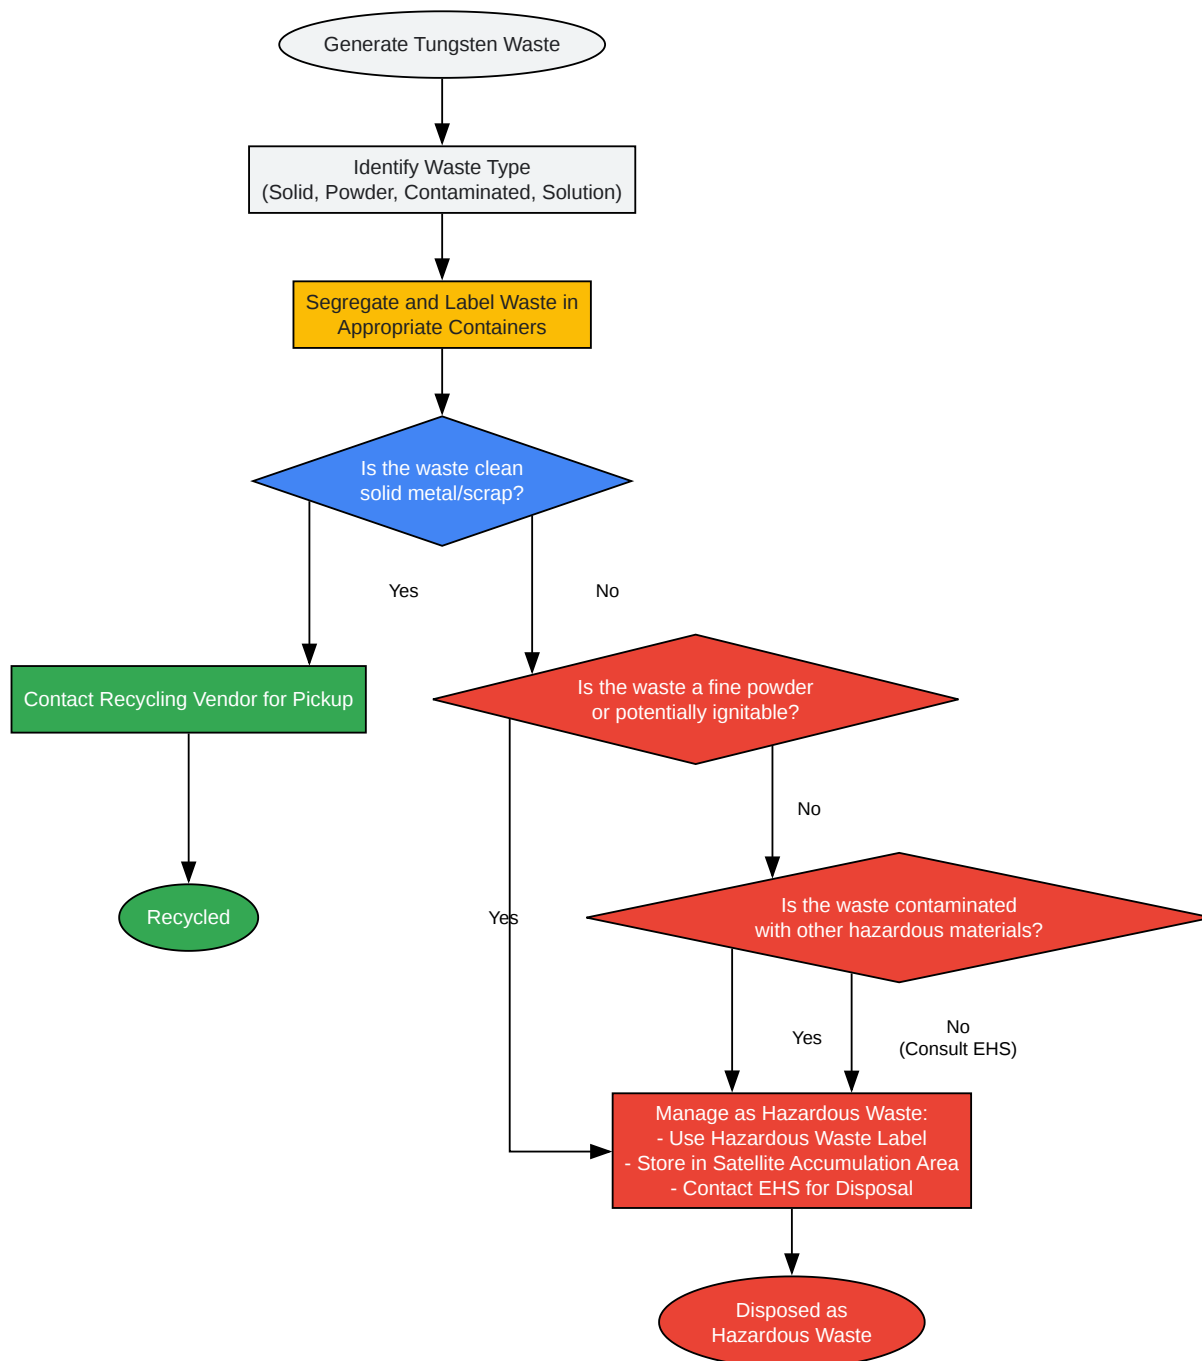 Generate Tungsten Waste
Identify Waste Type
(Solid, Powder, Contaminated, Solution)
Segregate and Label Waste in
Appropriate Containers
Is the waste clean
solid metal/scrap?
Yes
No
Contact Recycling Vendor for Pickup
Is the waste a fine powder
or potentially ignitable?
No
Recycled
Yes
Is the waste contaminated
with other hazardous materials?
Yes
No
(Consult EHS)
Manage as Hazardous Waste:
- Use Hazardous Waste Label
- Store in Satellite Accumulation Area
- Contact EHS for Disposal
Disposed as
Hazardous Waste